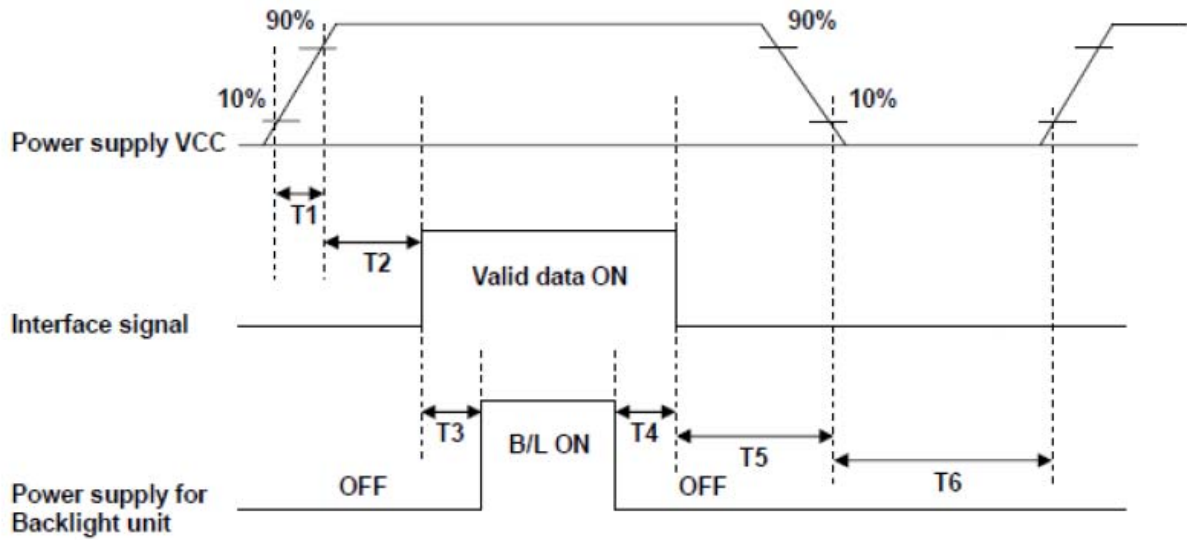 90%
90%
10%
10%
Power supply VCC
T1
T2
Valid data ON
Interface signal
T3
T4
B/L ON
T5
T6
OFF
OFF
Power supply for
Backlight unit